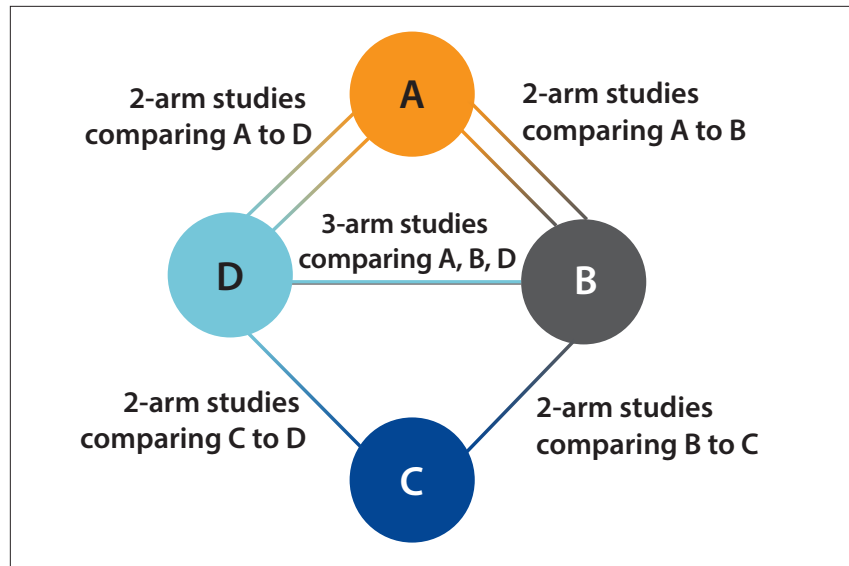 A
2-arm studies
comparing A to D
2-arm studies
comparing A to B
3-arm studies
comparing A, B, D
D
B
2-arm studies
comparing C to D
2-arm studies
comparing B to C
C